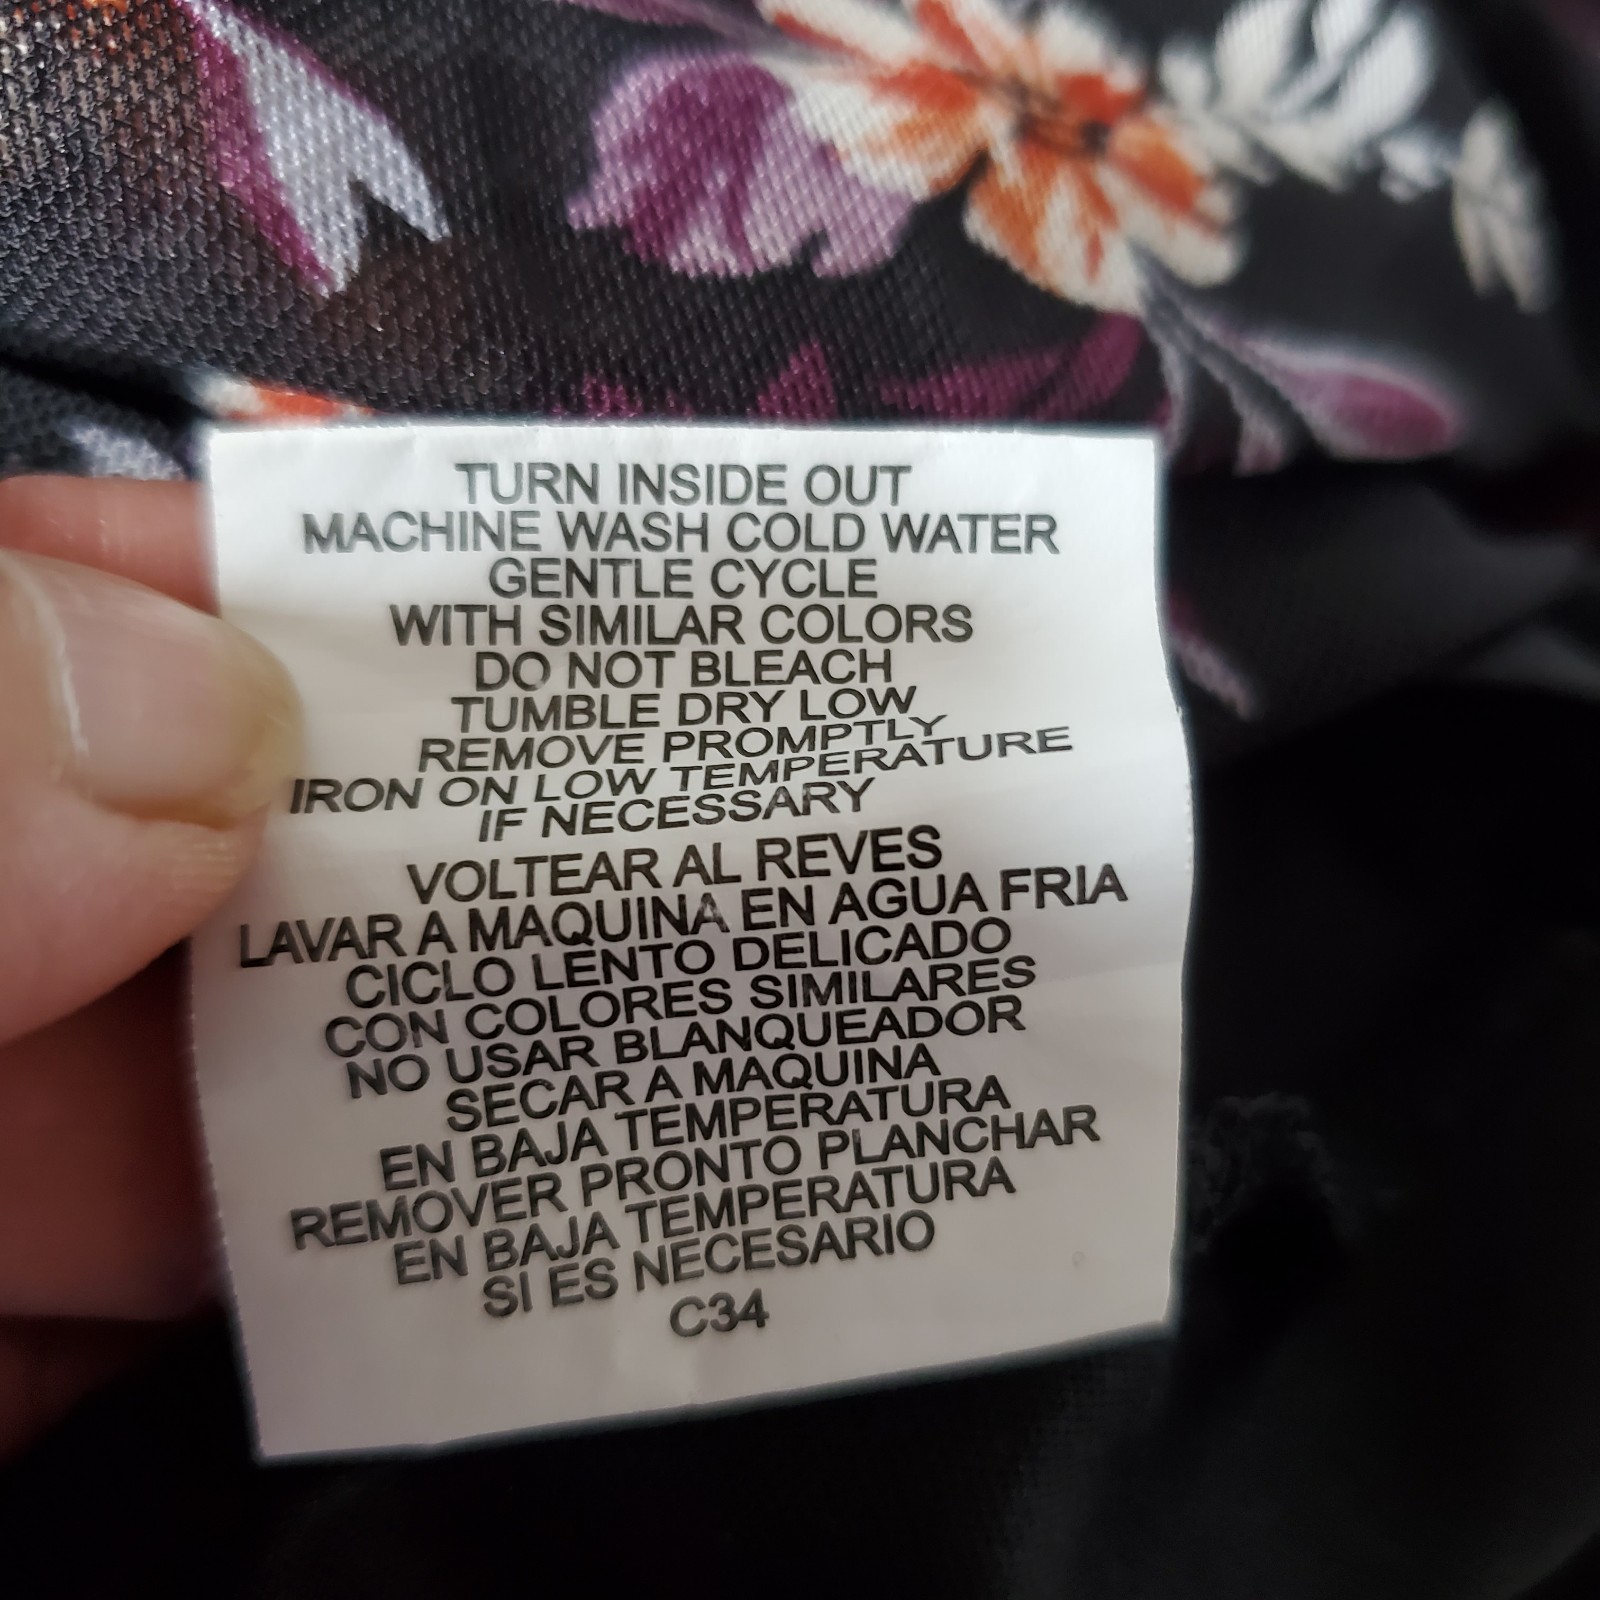 TURN INSIDE OUT
MACHINE WASH COLD WATER
GENTLE CYCLE
WITH SIMILAR COLORS
DO NOT BLEACH
TUMBLE DRY LOW
REMOVE PROMPTLY
IRON ON LOW TEMPERATURE
IF NECESSARY
VOLTEAR AL REVES
LAVAR A MAQUINA EN AGUA FRIA
CICLO LENTO DELICADO
CON COLORES SIMILARES
NO USAR BLANQUEADOR
SECAR A MAQUINA
EN BAJA TEMPERATURA
REMOVER PRONTO PLANCHAR
EN BAJA TEMPERATURA
SI ES NECESARIO
C34